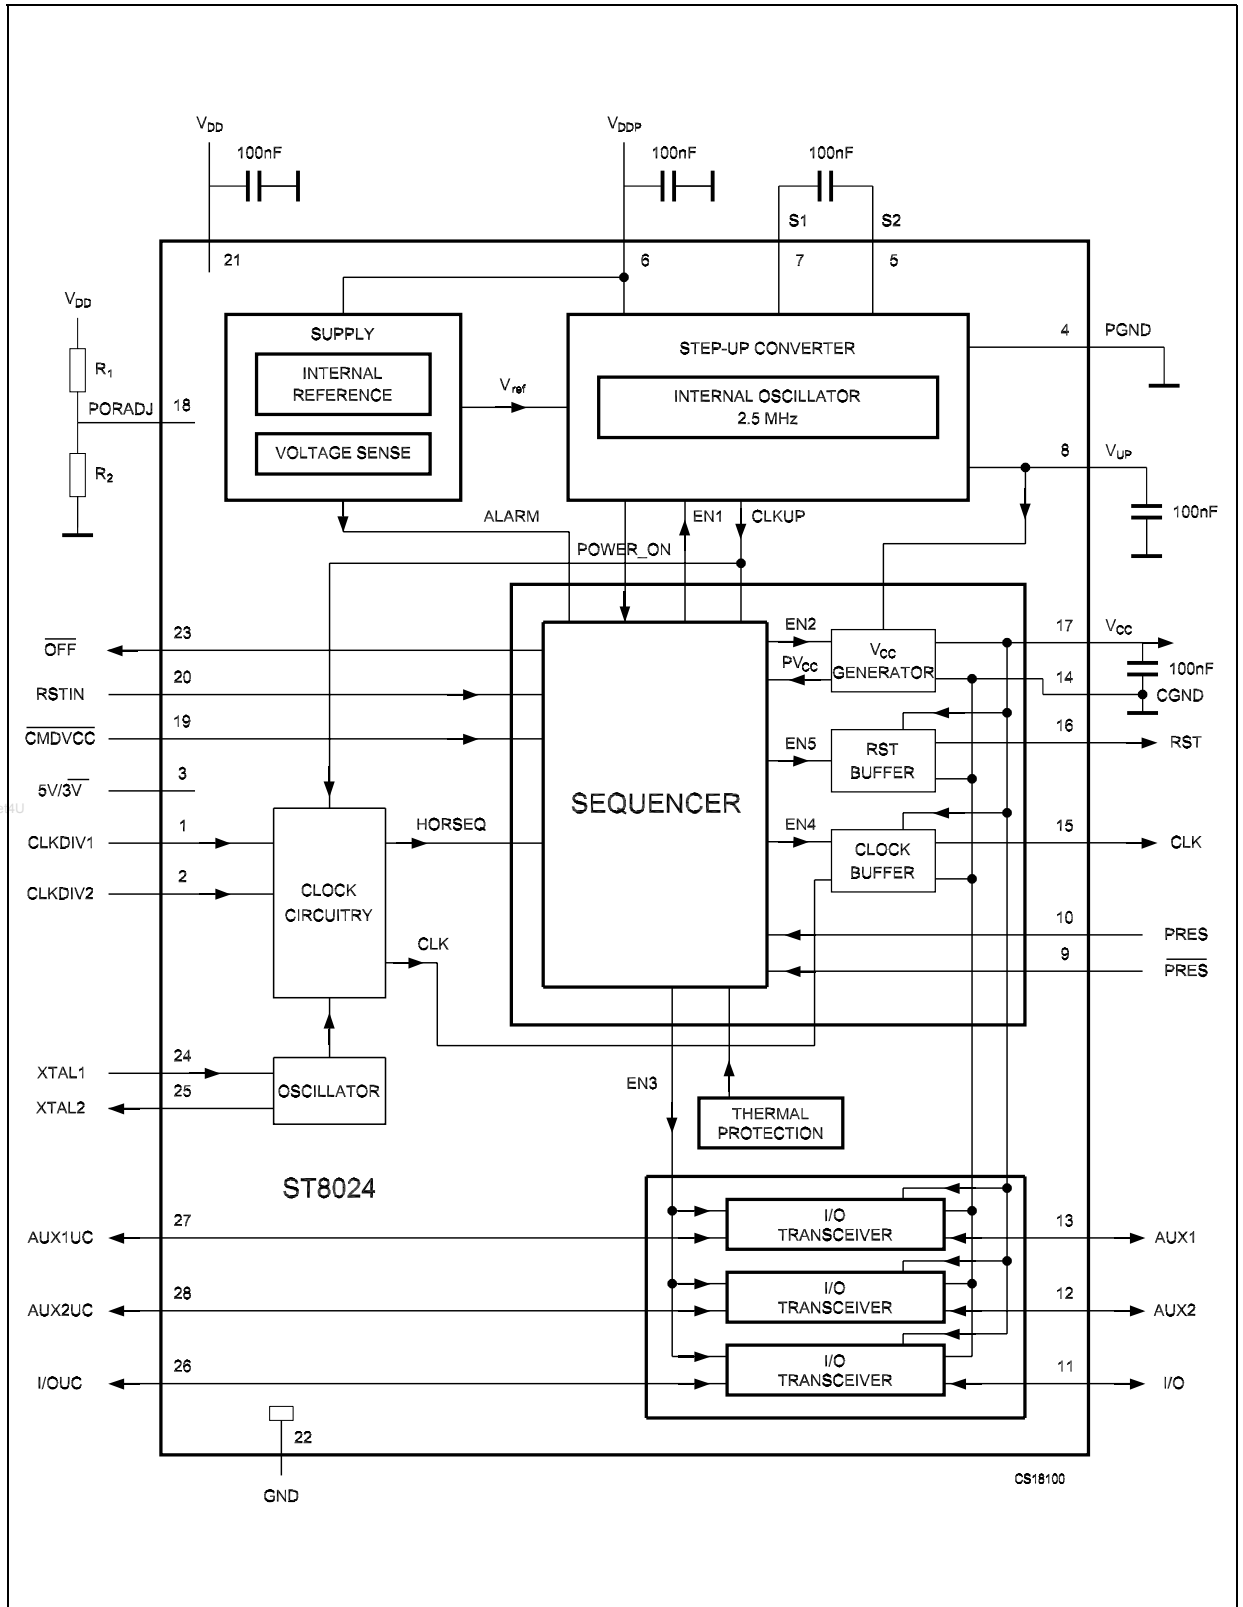 VDD
VDDP
100nF
100nF
100nF
S1
S2
21
6
7
5
VDD
SUPPLY
INTERNAL
REFERENCE
VOLTAGE SENSE
Vref
STEP-UP CONVERTER
INTERNAL OSCILLATOR
2.5 MHz
4
PGND
R1
PORADJ
18
R2
8
VUP
100nF
ALARM
EN1
CLKUP
POWER_ON
OFF
23
RSTIN
20
CMDVCC
19
5V/3V
3
CLKDIV1
1
CLKDIV2
2
CLOCK
CIRCUITRY
HORSEQ
CLK
SEQUENCER
EN2
PVCC
VCC
GENERATOR
17
VCC
100nF
14
CGND
EN5
RST
BUFFER
16
RST
EN4
CLOCK
BUFFER
15
CLK
10
PRES
9
PRES
XTAL1
24
XTAL2
25
OSCILLATOR
EN3
THERMAL
PROTECTION
ST8024
AUX1UC
27
I/O
TRANSCEIVER
13
AUX1
AUX2UC
28
I/O
TRANSCEIVER
12
AUX2
I/OUC
26
I/O
TRANSCEIVER
11
I/O
22
GND
CS18100